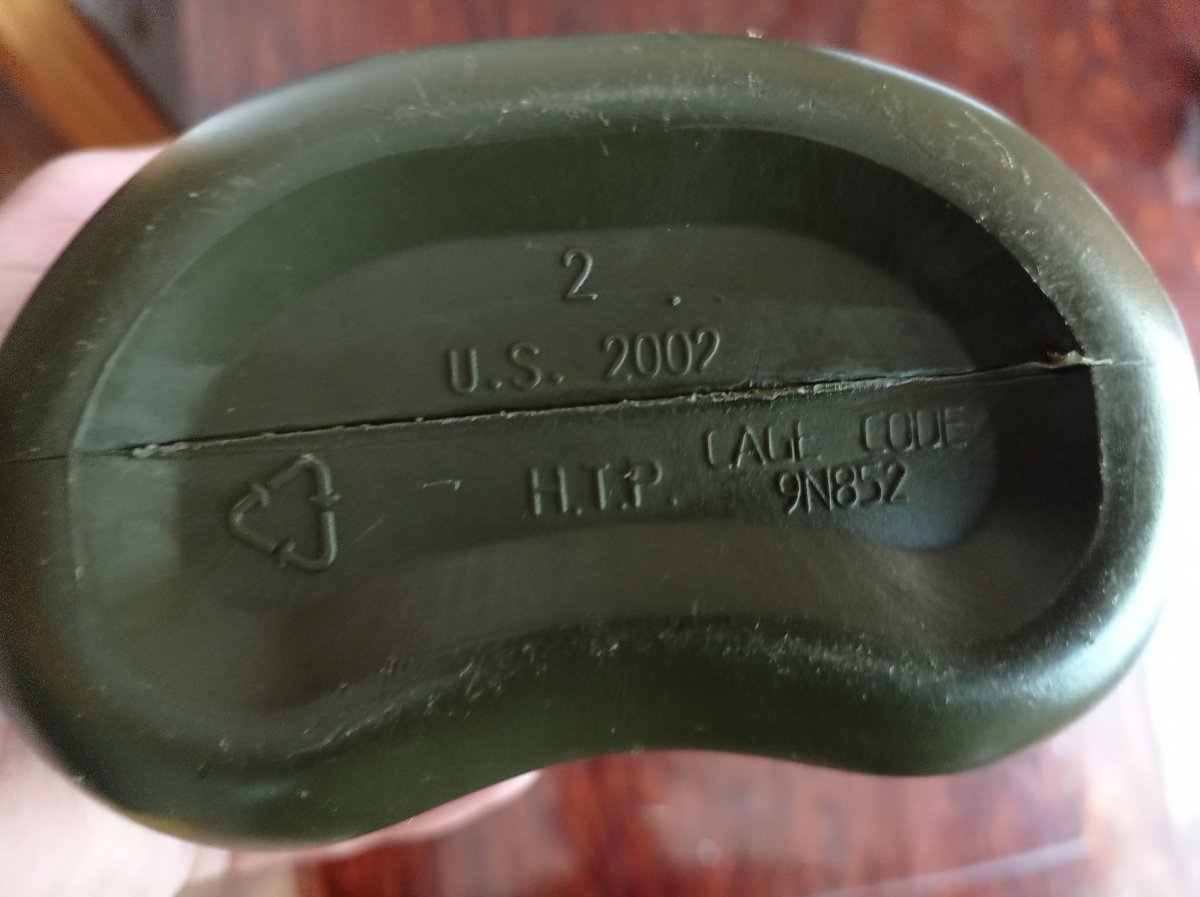 2
U.S. 2002
CAGE CODE
H.T.P. 9N852